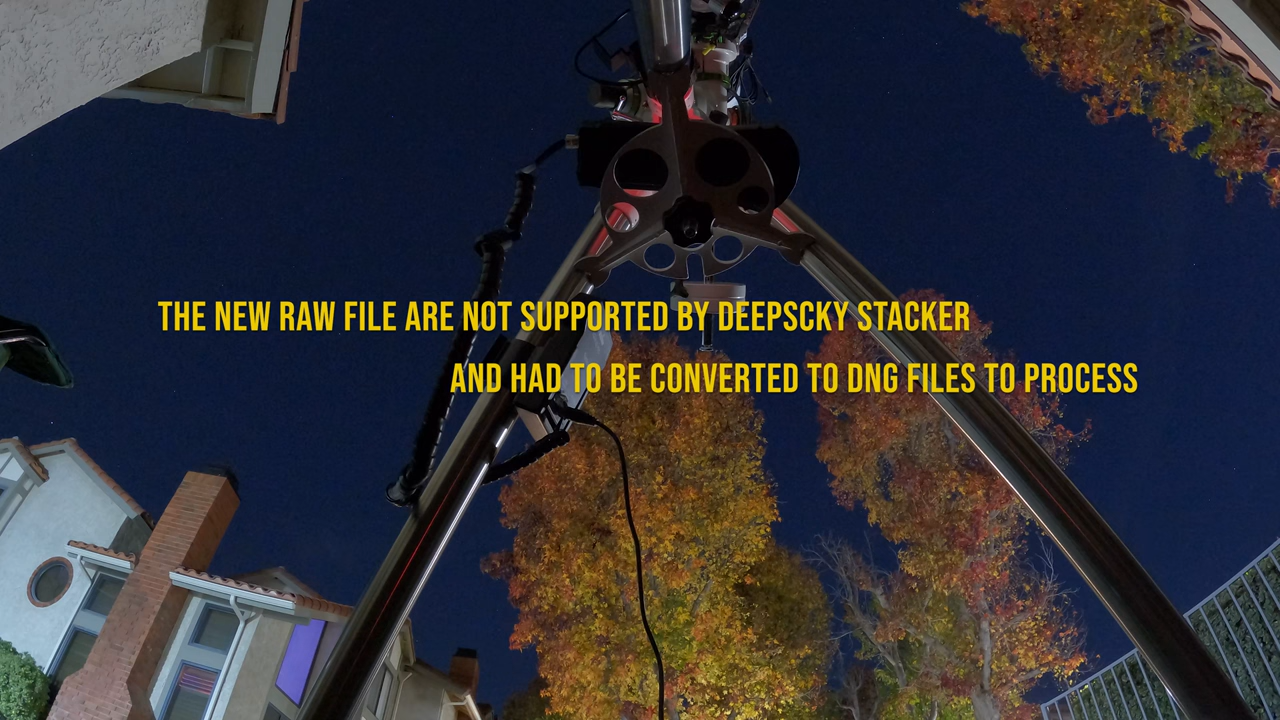 THE NEW RAW FILE ARE NOT SUPPORTED BY DEEPSCKY STACKER
AND HAD TO BE CONVERTED TO DNG FILES TO PROCESS